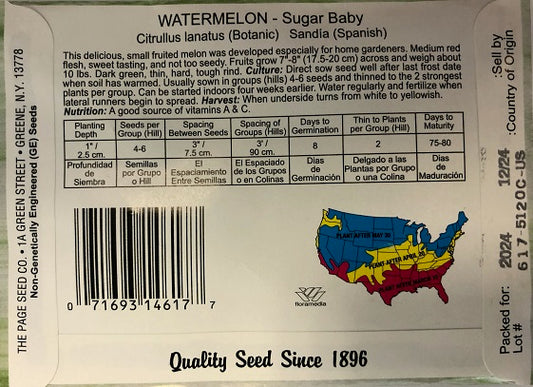 WATERMELON - Sugar Baby
Citrullus lanatus (Botanic) Sandía (Spanish)
This delicious, small fruited melon was developed especially for home gardeners. Medium red
flesh, sweet tasting, and not too seedy. Fruits grow 7"-8" (17.5-20 cm) across and weigh about
10 lbs. Dark green, thin, hard, tough rind. Culture: Direct sow seed well after last frost date
when soil has warmed. Usually sown in groups (hills) 4-6 seeds and thinned to the 2 strongest
plants per group. Can be started indoors four weeks earlier. Water regularly and fertilize when
lateral runners begin to spread. Harvest: When underside turns from white to yellowish.
Nutrition: A good source of vitamins A & C.
Planting Depth Seeds per Group (Hill) Spacing Between Seeds Spacing of Groups (Hills) Days to Germination Thin to Plants per Group (Hill) Days to Maturity
1" / 2.5 cm. 4-6 3" / 7.5 cm. 3' / 90 cm. 8 2 75-80
Profundidad de Siembra Semillas por Grupo o Hill El Espaciamiento Entre Semillas El Espaciado de los Grupos o en Colinas Dias de Germinación Delgado a las Plantas por Grupo o una Colina Dias de Maduración
0 71693 14617 7
floramedia
PLANT AFTER MAY 20
PLANT AFTER APRIL 20
PLANT AFTER MARCH 10
Quality Seed Since 1896
THE PAGE SEED CO. • 1A GREEN STREET • GREENE, N.Y. 13778
Non-Genetically Engineered (GE) Seeds
Packed for: 2024 12/24 :Sell by
Lot # 617-5120C-US :Country of Origin